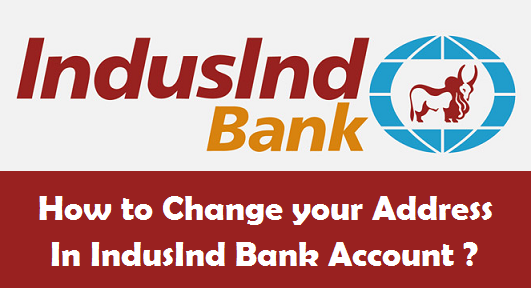 IndusInd
Bank
How to Change your Address
In IndusInd Bank Account ?